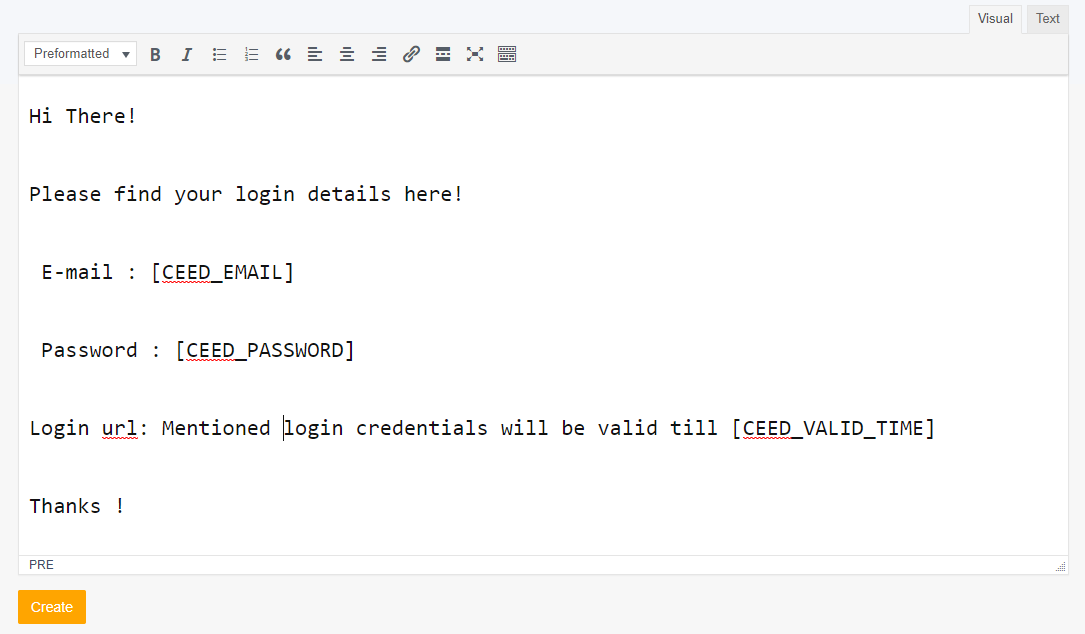 Visual Text
Preformatted
Hi There!
Please find your login details here!
E-mail : [CEED_EMAIL]
Password : [CEED_PASSWORD]
Login url: Mentioned login credentials will be valid till [CEED_VALID_TIME]
Thanks !
PRE
Create